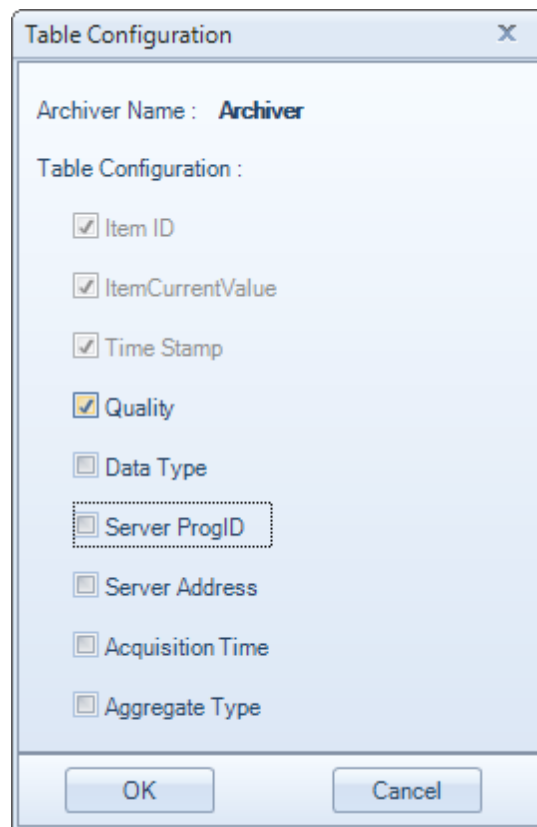 Table Configuration
Archiver Name : Archiver
Table Configuration :
Item ID
ItemCurrentValue
Time Stamp
Quality
Data Type
Server ProgID
Server Address
Acquisition Time
Aggregate Type
OK Cancel